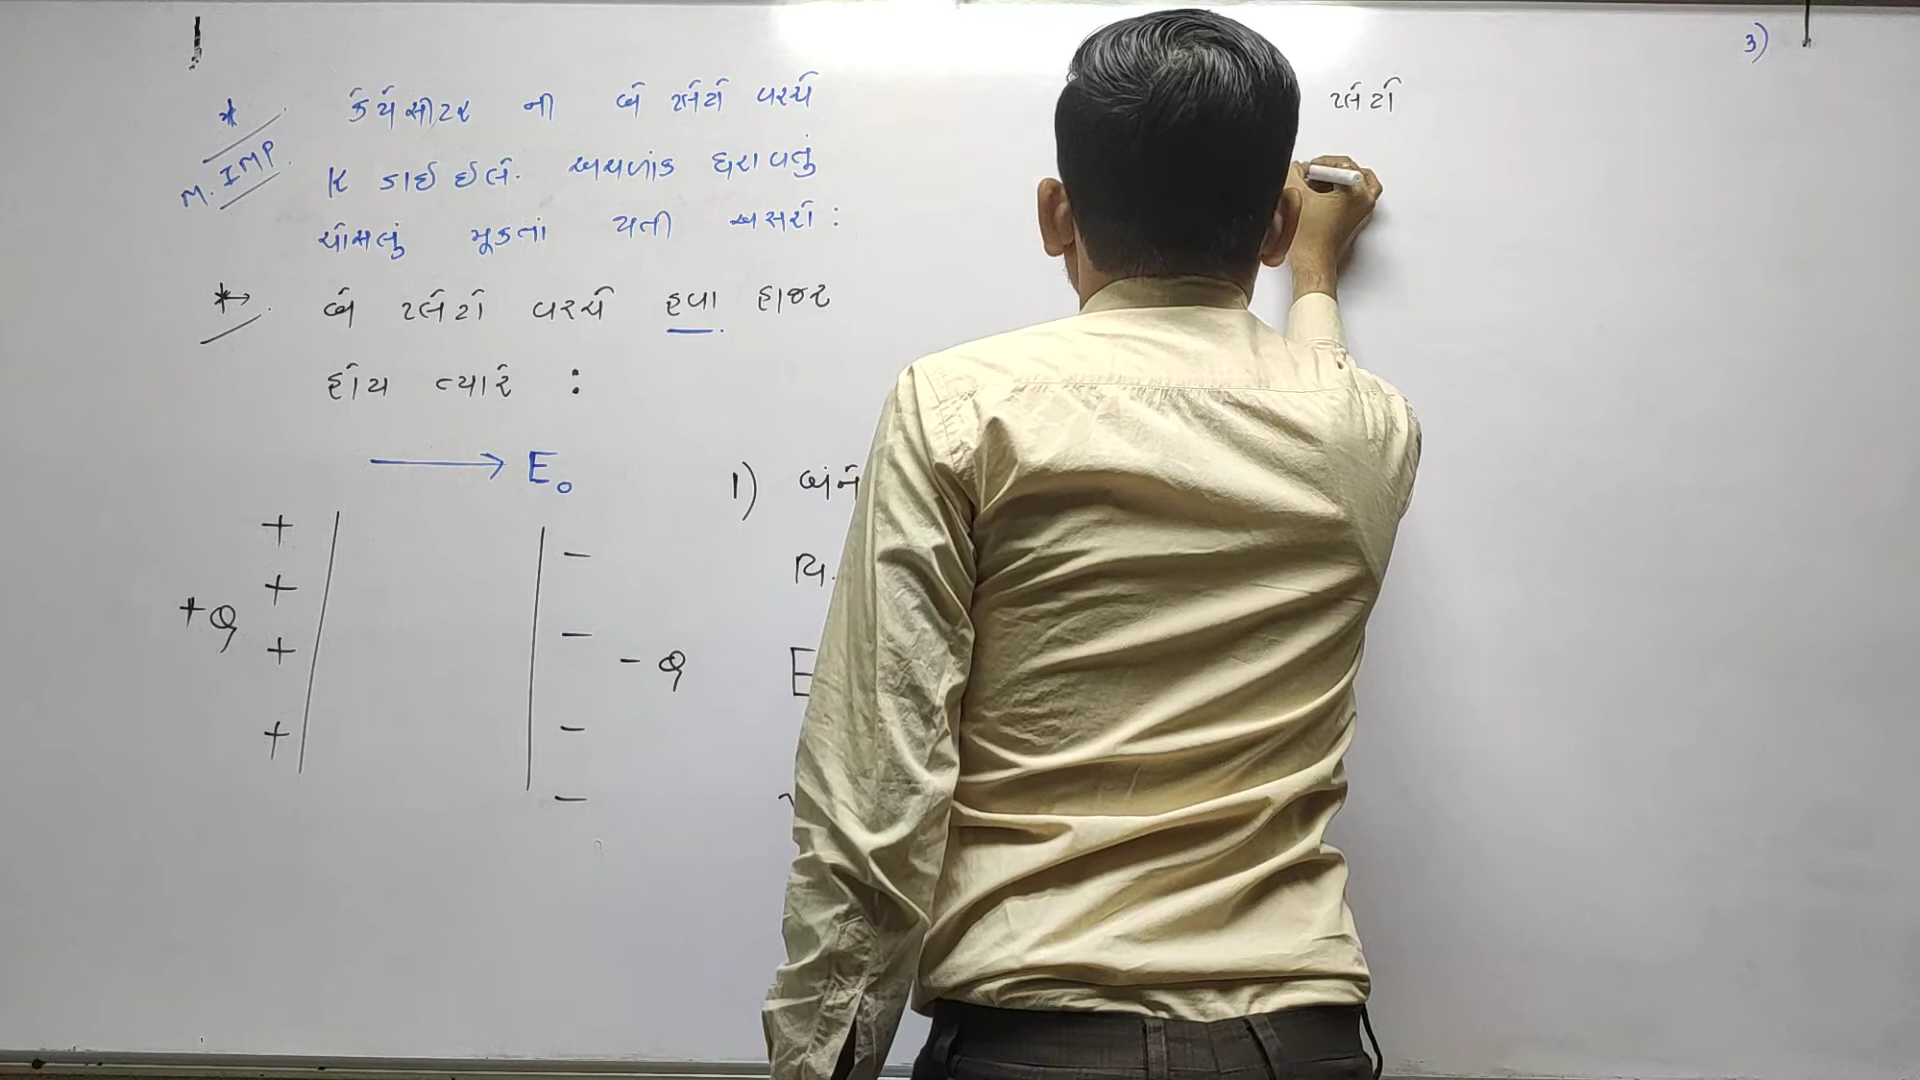 * કેપેસીટર ની બે પ્લેટો વચ્ચે
M. IMP K ડાઈ ઈલે. અચળાંક ધરાવતું
ચોસલું મૂકતાં થતી અસરો :
*→ બે પ્લેટો વચ્ચે હવા હાજર
હોય ત્યારે :
→ E₀
+
+
+Q
+
+
-
-
- Q
-
-
1) બંને
વિ.
E
પ્લેટો
3)